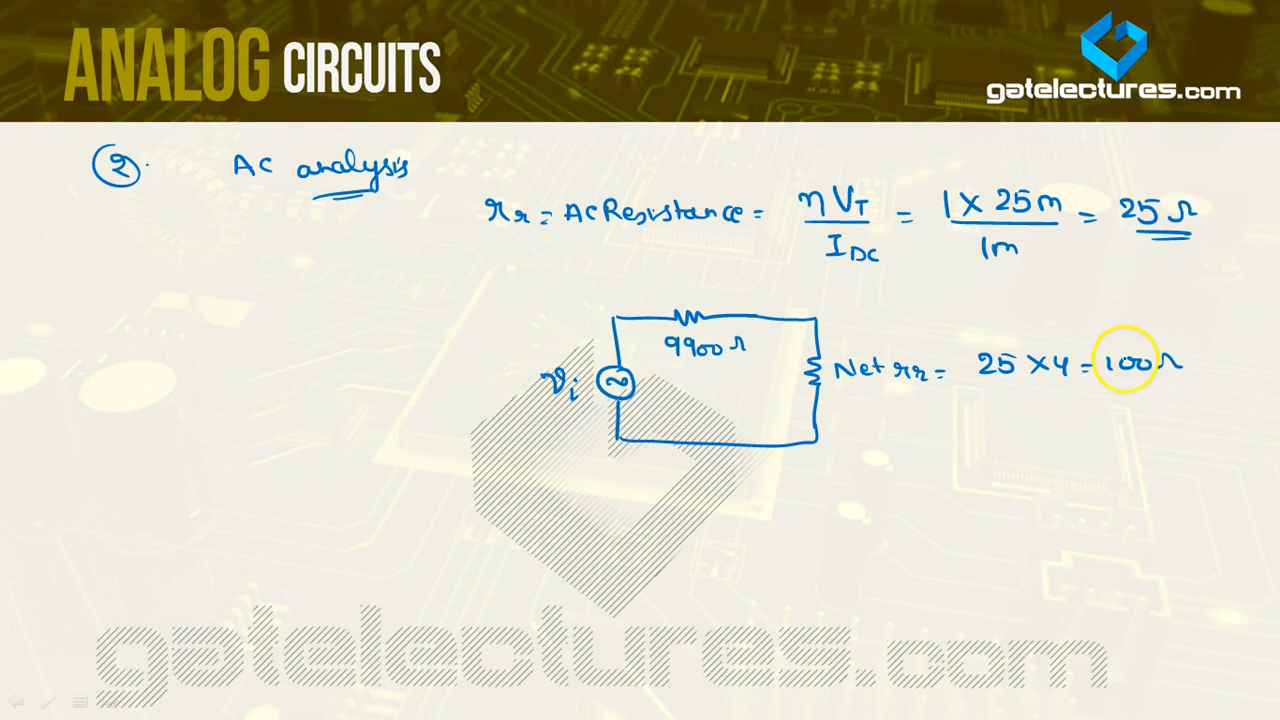 ANALOG CIRCUITS
gatelectures.com
2. AC analysis
rr = AC Resistance = ηVT / IDC = 1 × 25m / 1m = 25 Ω
9900 Ω
Vi
Net rr = 25 × 4 = 100 Ω
gatelectures.com